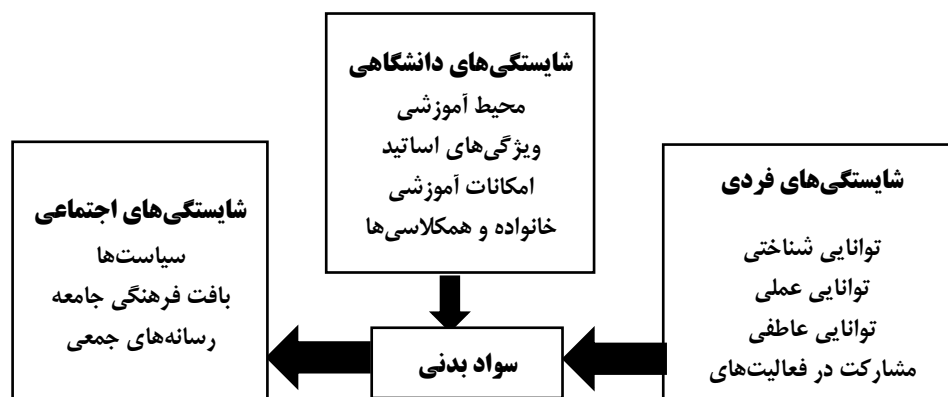 شایستگی‌های دانشگاهی
محیط آموزشی
ویژگی‌های اساتید
امکانات آموزشی
خانواده و همکلاسی‌ها
شایستگی‌های فردی
توانایی شناختی
توانایی عملی
توانایی عاطفی
مشارکت در فعالیت‌های
سواد بدنی
شایستگی‌های اجتماعی
سیاست‌ها
بافت فرهنگی جامعه
رسانه‌های جمعی